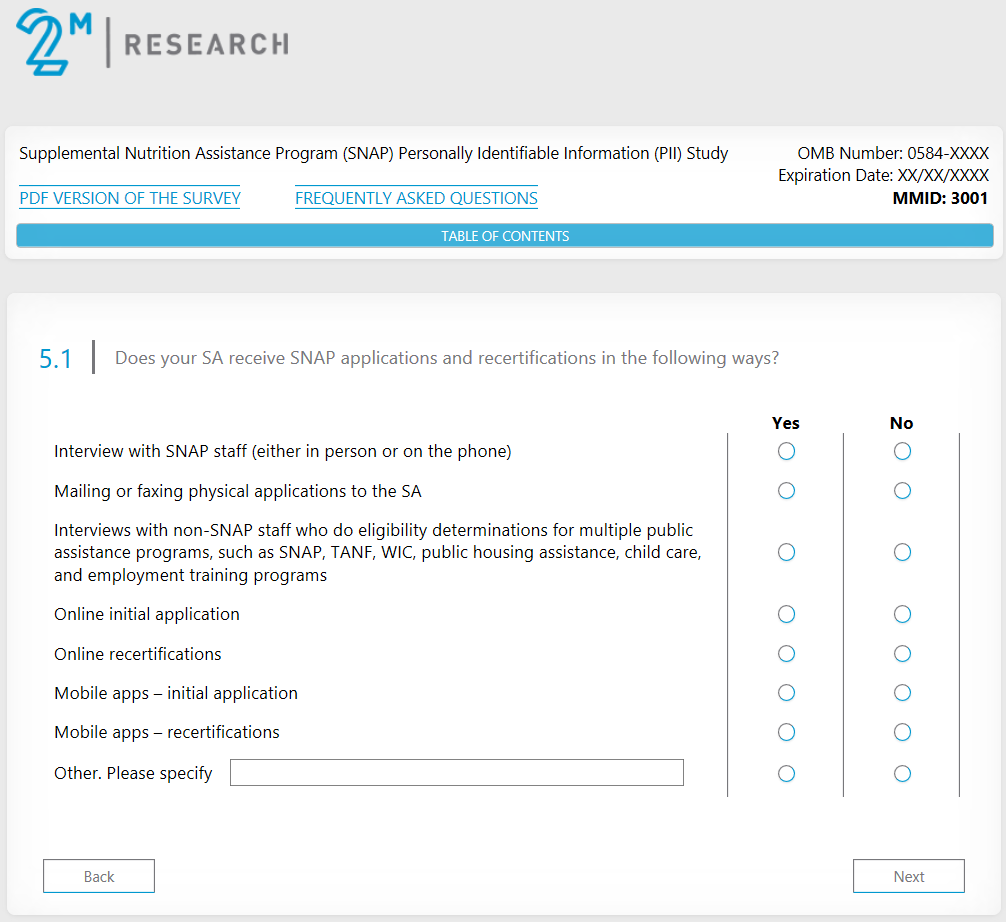 2M RESEARCH
Supplemental Nutrition Assistance Program (SNAP) Personally Identifiable Information (PII) Study
OMB Number: 0584-XXXX
Expiration Date: XX/XX/XXXX
PDF VERSION OF THE SURVEY
FREQUENTLY ASKED QUESTIONS
MMID: 3001
TABLE OF CONTENTS
5.1 Does your SA receive SNAP applications and recertifications in the following ways?
Yes No
Interview with SNAP staff (either in person or on the phone)
Mailing or faxing physical applications to the SA
Interviews with non-SNAP staff who do eligibility determinations for multiple public
assistance programs, such as SNAP, TANF, WIC, public housing assistance, child care,
and employment training programs
Online initial application
Online recertifications
Mobile apps – initial application
Mobile apps – recertifications
Other. Please specify
Back
Next